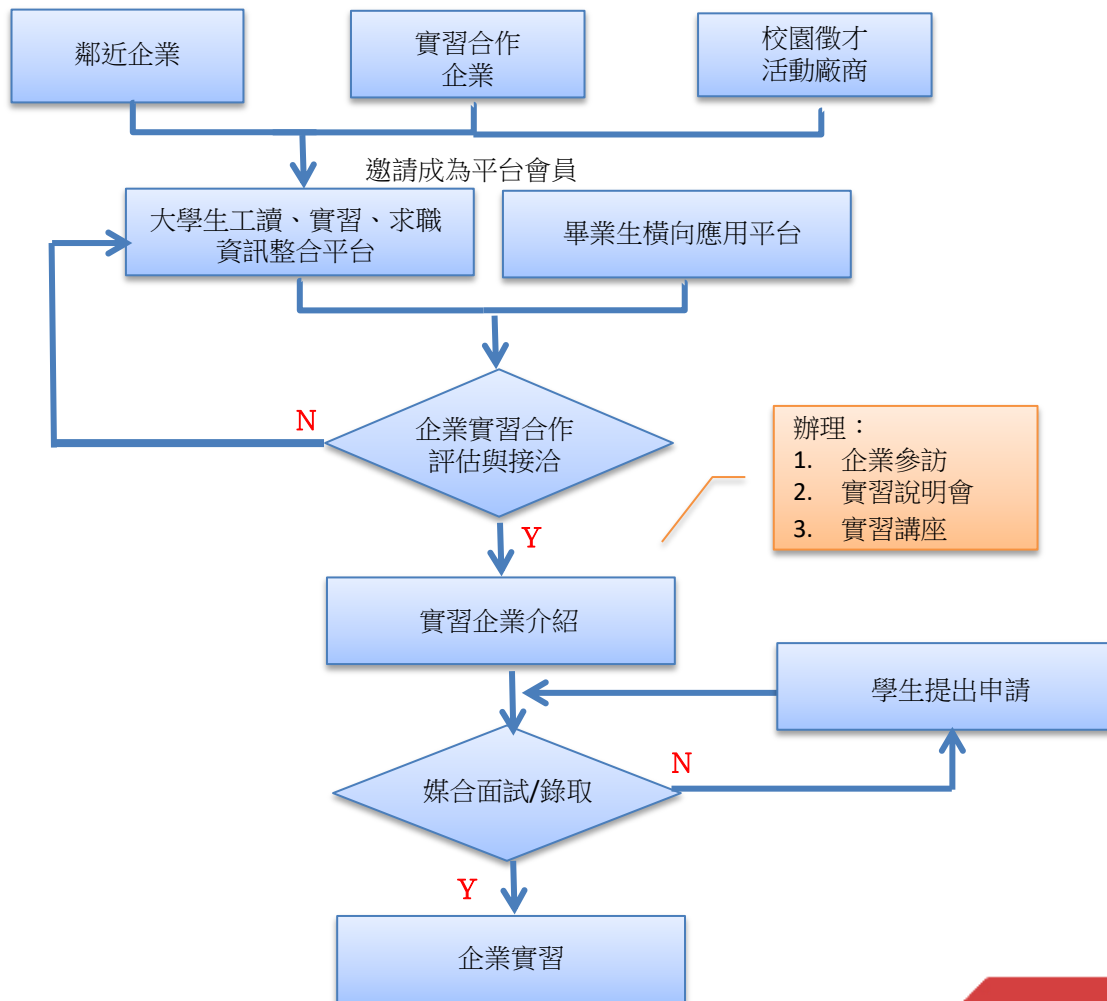 鄰近企業
實習合作
企業
校園徵才
活動廠商
邀請成為平台會員
大學生工讀、實習、求職
資訊整合平台
畢業生橫向應用平台
N
企業實習合作
評估與接洽
辦理：
1. 企業參訪
2. 實習說明會
3. 實習講座
Y
實習企業介紹
學生提出申請
N
媒合面試/錄取
Y
企業實習